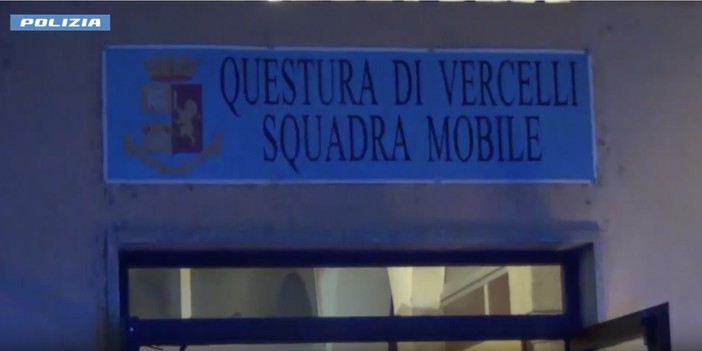 POLIZIA
QUESTURA DI VERCELLI
SQUADRA MOBILE